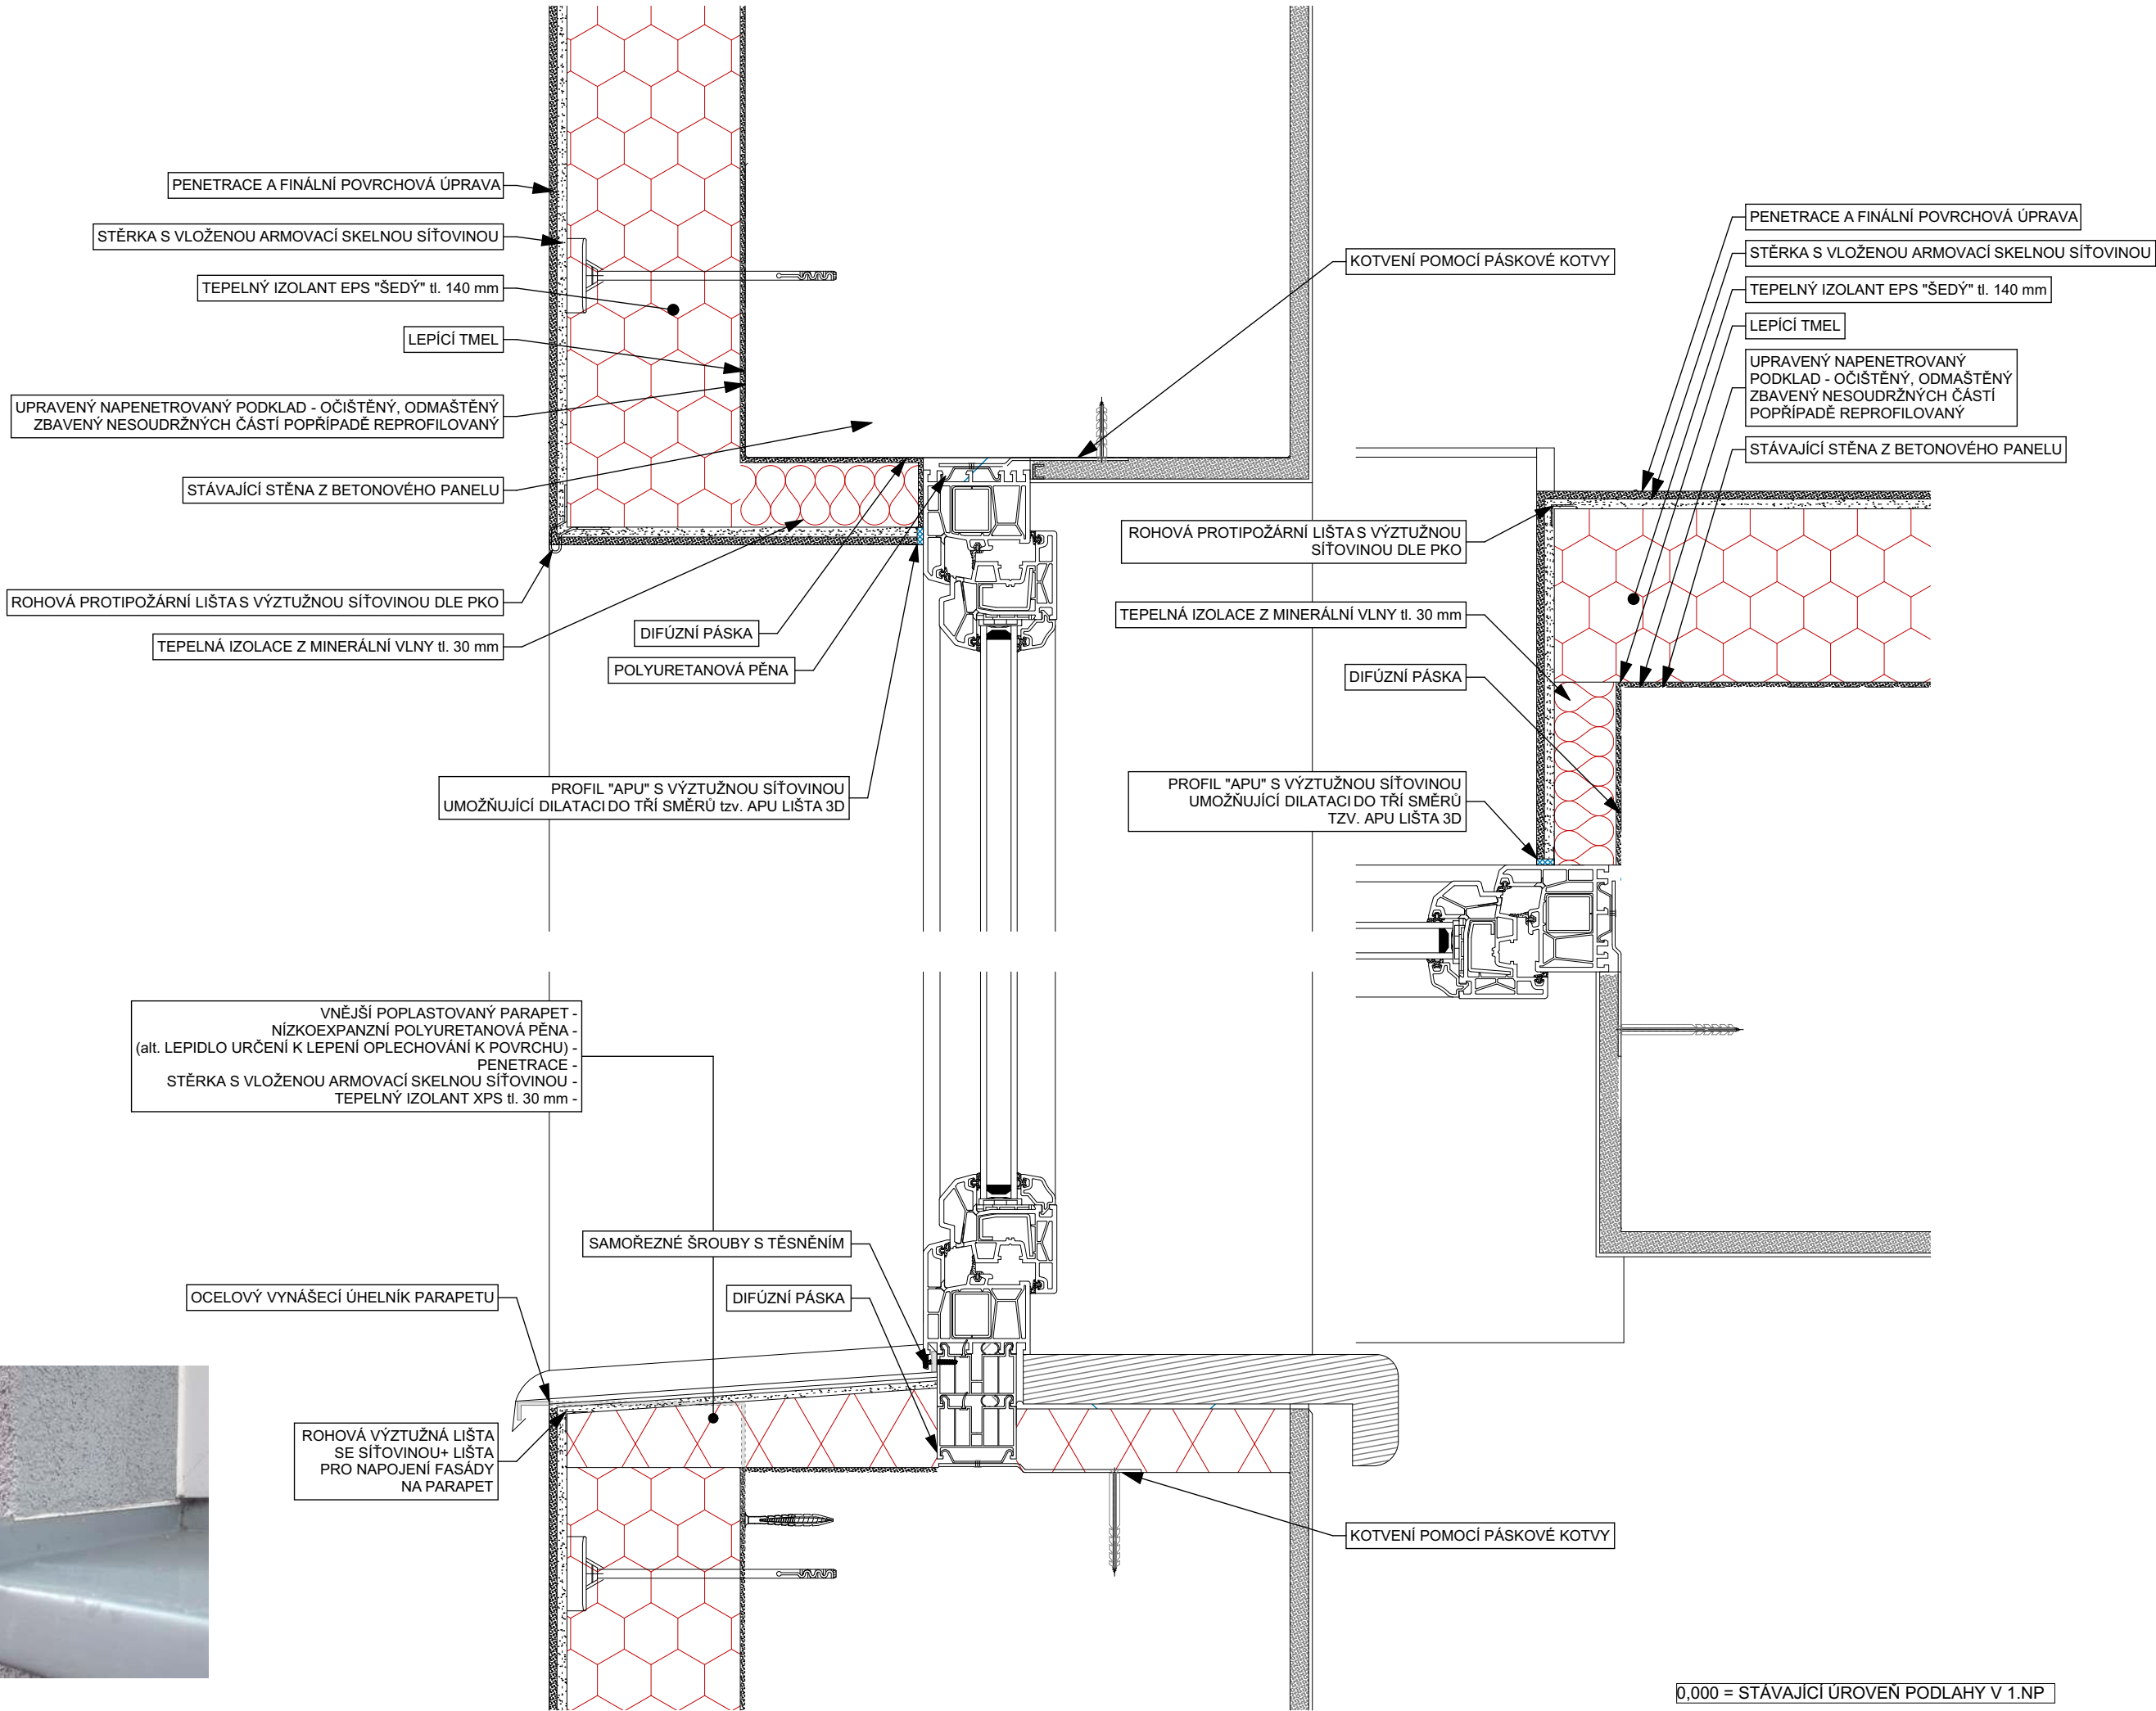 PENETRACE A FINÁLNÍ POVRCHOVÁ ÚPRAVA
STĚRKA S VLOŽENOU ARMOVACÍ SKELNOU SÍŤOVINOU
TEPELNÝ IZOLANT EPS "ŠEDÝ" tl. 140 mm
LEPÍCÍ TMEL
UPRAVENÝ NAPENETROVANÝ PODKLAD - OČIŠTĚNÝ, ODMAŠTĚNÝ
ZBAVENÝ NESOUDRŽNÝCH ČÁSTÍ POPŘÍPADĚ REPROFILOVANÝ
STÁVAJÍCÍ STĚNA Z BETONOVÉHO PANELU
ROHOVÁ PROTIPOŽÁRNÍ LIŠTA S VÝZTUŽNOU SÍŤOVINOU DLE PKO
TEPELNÁ IZOLACE Z MINERÁLNÍ VLNY tl. 30 mm
DIFÚZNÍ PÁSKA
POLYURETANOVÁ PĚNA
PROFIL "APU" S VÝZTUŽNOU SÍŤOVINOU
UMOŽŇUJÍCÍ DILATACI DO TŘÍ SMĚRŮ tzv. APU LIŠTA 3D
KOTVENÍ POMOCÍ PÁSKOVÉ KOTVY
PENETRACE A FINÁLNÍ POVRCHOVÁ ÚPRAVA
STĚRKA S VLOŽENOU ARMOVACÍ SKELNOU SÍŤOVINOU
TEPELNÝ IZOLANT EPS "ŠEDÝ" tl. 140 mm
LEPÍCÍ TMEL
UPRAVENÝ NAPENETROVANÝ
PODKLAD - OČIŠTĚNÝ, ODMAŠTĚNÝ
ZBAVENÝ NESOUDRŽNÝCH ČÁSTÍ
POPŘÍPADĚ REPROFILOVANÝ
STÁVAJÍCÍ STĚNA Z BETONOVÉHO PANELU
ROHOVÁ PROTIPOŽÁRNÍ LIŠTA S VÝZTUŽNOU
SÍŤOVINOU DLE PKO
TEPELNÁ IZOLACE Z MINERÁLNÍ VLNY tl. 30 mm
DIFÚZNÍ PÁSKA
PROFIL "APU" S VÝZTUŽNOU SÍŤOVINOU
UMOŽŇUJÍCÍ DILATACI DO TŘÍ SMĚRŮ
TZV. APU LIŠTA 3D
VNĚJŠÍ POPLASTOVANÝ PARAPET -
NÍZKOEXPANZNÍ POLYURETANOVÁ PĚNA -
(alt. LEPIDLO URČENÍ K LEPENÍ OPLECHOVÁNÍ K POVRCHU) -
PENETRACE -
STĚRKA S VLOŽENOU ARMOVACÍ SKELNOU SÍŤOVINOU -
TEPELNÝ IZOLANT XPS tl. 30 mm -
SAMOŘEZNÉ ŠROUBY S TĚSNĚNÍM
OCELOVÝ VYNÁŠECÍ ÚHELNÍK PARAPETU
DIFÚZNÍ PÁSKA
ROHOVÁ VÝZTUŽNÁ LIŠTA
SE SÍŤOVINOU+ LIŠTA
PRO NAPOJENÍ FASÁDY
NA PARAPET
KOTVENÍ POMOCÍ PÁSKOVÉ KOTVY
0,000 = STÁVAJÍCÍ ÚROVEŇ PODLAHY V 1.NP